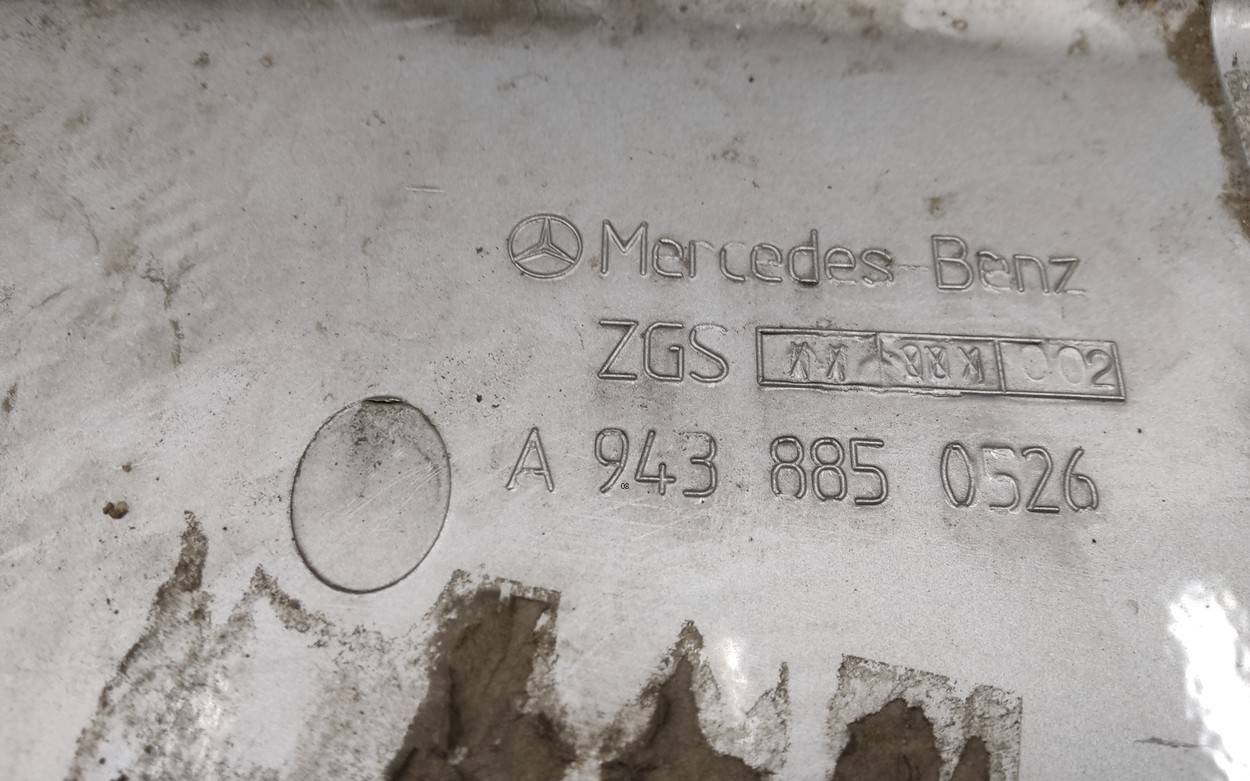 Mercedes-Benz
ZGS 002
A 943 885 0526